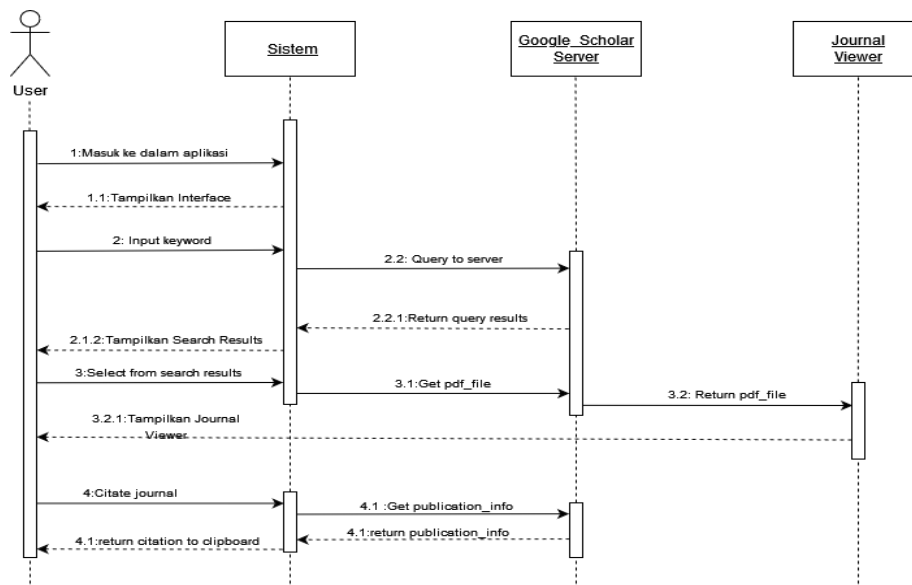 User
Sistem
Google_Scholar
Server
Journal
Viewer
1:Masuk ke dalam aplikasi
1.1:Tampilkan Interface
2: Input keyword
2.2: Query to server
2.2.1:Return query results
2.1.2:Tampilkan Search Results
3:Select from search results
3.1:Get pdf_file
3.2: Return pdf_file
3.2.1:Tampilkan Journal
Viewer
4:Citate journal
4.1 :Get publication_info
4.1:return publication_info
4.1:return citation to clipboard